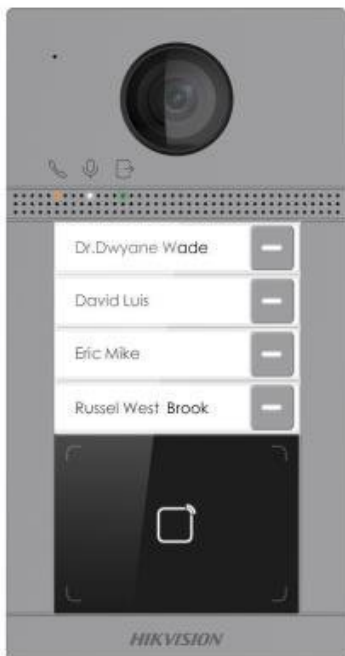 Dr.Dwyane Wade
David Luis
Eric Mike
Russel West Brook
HIKVISION